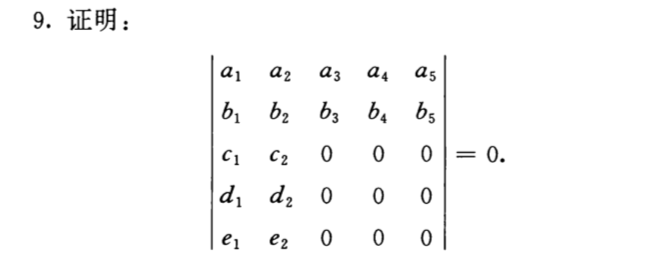 9. 证明:
a₁ a₂ a₃ a₄ a₅
b₁ b₂ b₃ b₄ b₅
c₁ c₂ 0 0 0 = 0.
d₁ d₂ 0 0 0
e₁ e₂ 0 0 0